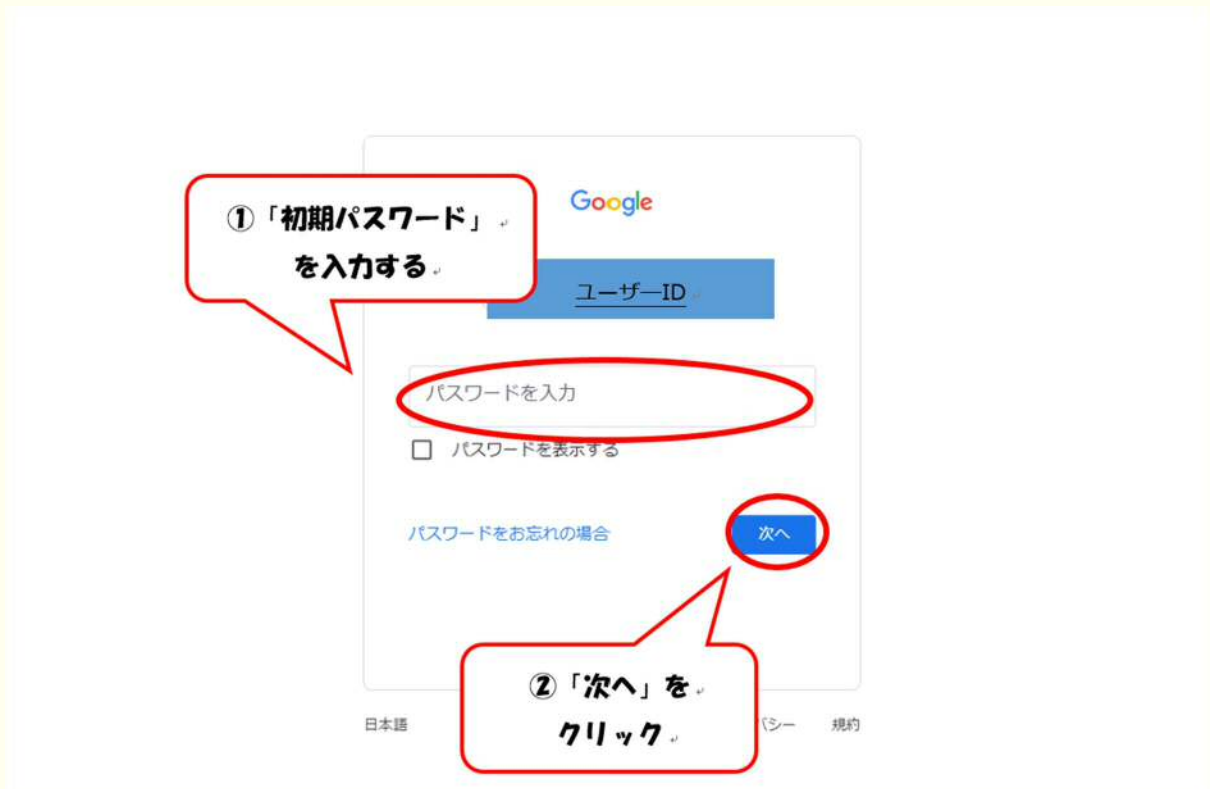 Google
①「初期パスワード」
を入力する
ユーザーID
パスワードを入力
パスワードを表示する
パスワードをお忘れの場合
次へ
②「次へ」を
クリック
日本語
バシー
規約